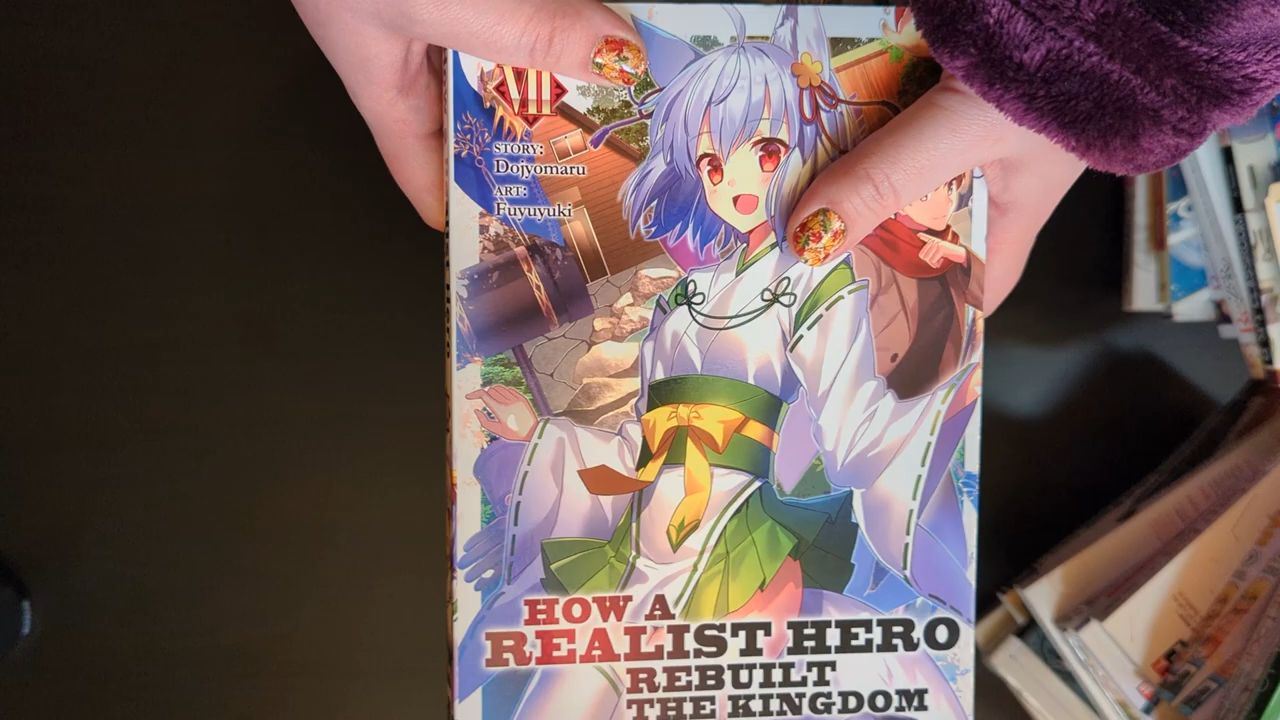 VII
STORY:
Dojyomaru
ART:
Fuyuyuki
HOW A
REALIST HERO
REBUILT
THE KINGDOM